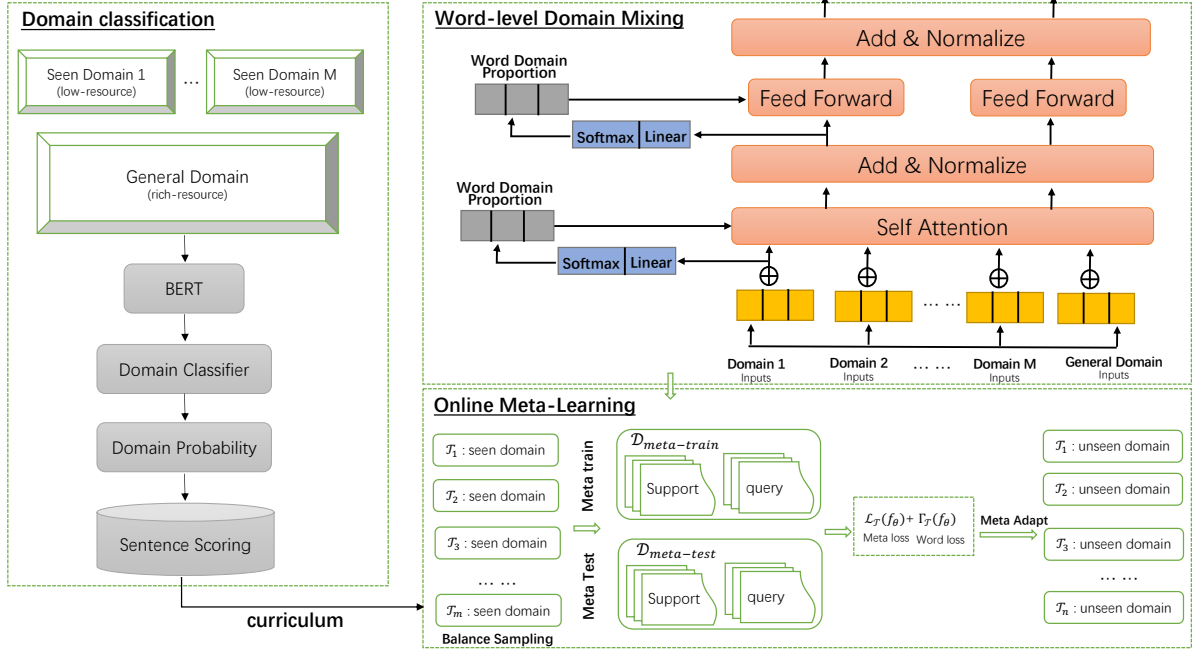 Domain classification
Seen Domain 1
(low-resource)
...
Seen Domain M
(low-resource)
General Domain
(rich-resource)
BERT
Domain Classifier
Domain Probability
Sentence Scoring
curriculum
Word-level Domain Mixing
Add & Normalize
Word Domain
Proportion
Feed Forward
Feed Forward
Softmax
Linear
Add & Normalize
Word Domain
Proportion
Self Attention
Softmax
Linear
... ...
Domain 1
Inputs
Domain 2
Inputs
... ...
Domain M
Inputs
General Domain
Inputs
Online Meta-Learning
𝒯₁ : seen domain
𝒯₂ : seen domain
𝒯₃ : seen domain
... ...
𝒯ₘ : seen domain
Balance Sampling
Meta train
Meta Test
𝒟meta−train
Support
query
𝒟meta−test
Support
query
ℒ𝒯(fθ)+ Γ𝒯(fθ)
Meta loss Word loss
Meta Adapt
𝒯₁ : unseen domain
𝒯₂ : unseen domain
𝒯₃ : unseen domain
... ...
𝒯ₙ : unseen domain